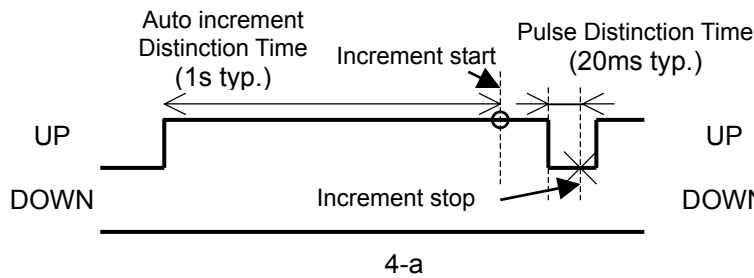 Auto increment
Distinction Time
(1s typ.)
Increment start
Pulse Distinction Time
(20ms typ.)
UP
UP
DOWN
Increment stop
DOWN
4-a